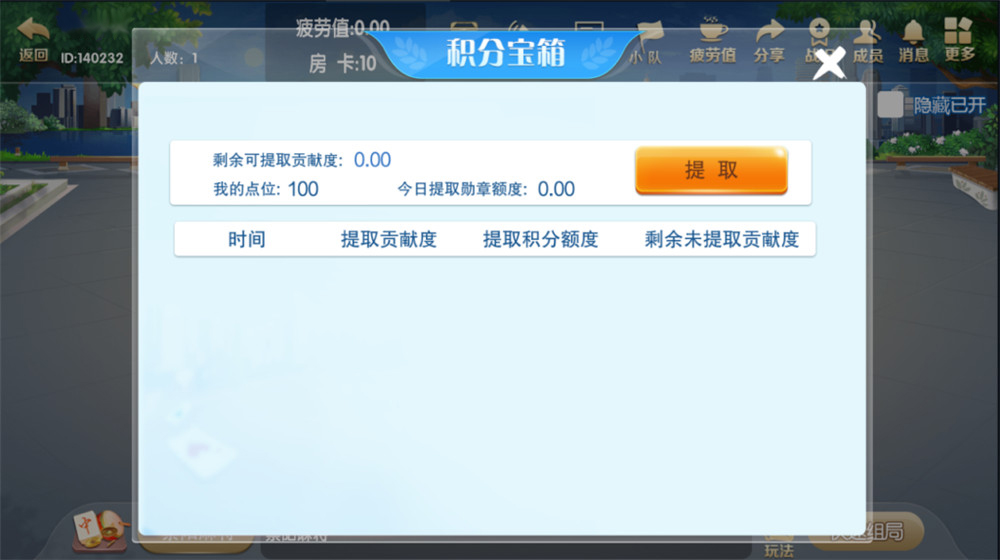 疲劳值:0.00
返回
ID:140232
人数: 1
房 卡:10
积分宝箱
小队
疲劳值
分享
成员
消息
更多
隐藏已开
剩余可提取贡献度: 0.00
我的点位: 100
今日提取勋章额度: 0.00
提 取
时间
提取贡献度
提取积分额度
剩余未提取贡献度
玩法
快速组局